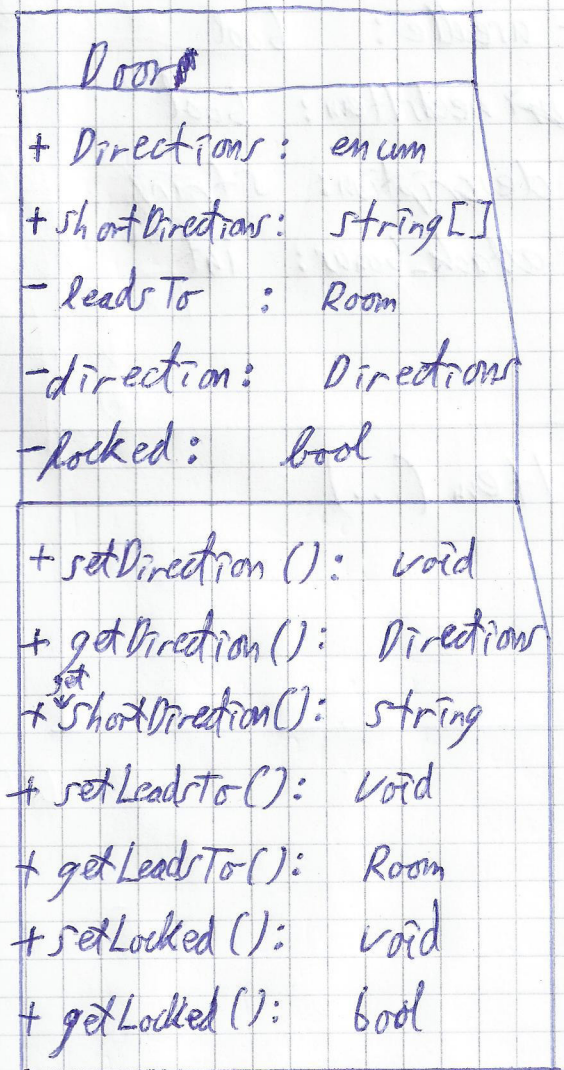 Door
+ Directions: enum
+ shortDirections: string[]
- leadsTo : Room
- direction: Directions
- locked: bool
+ setDirection(): void
+ getDirection(): Directions
+ getshortDirection(): string
+ setLeadsTo(): void
+ getLeadsTo(): Room
+ setLocked(): void
+ getLocked(): bool